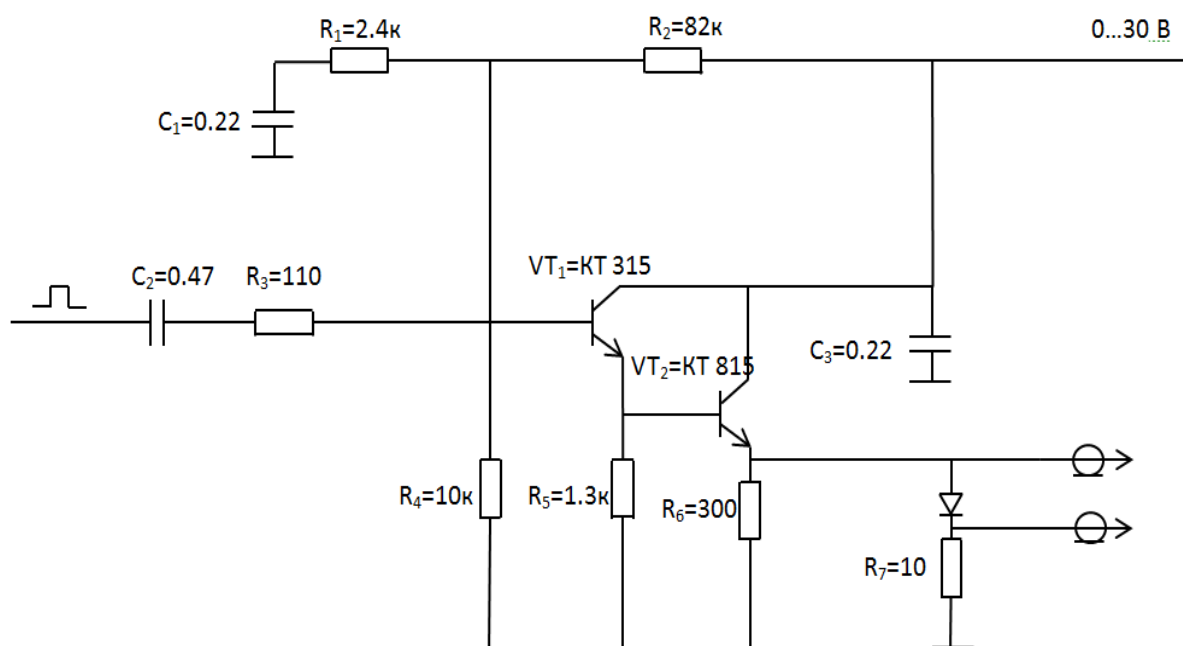 R₁=2.4к
R₂=82к
0...30 В
C₁=0.22
C₂=0.47
R₃=110
VT₁=КТ 315
VT₂=КТ 815
C₃=0.22
R₄=10к
R₅=1.3к
R₆=300
R₇=10